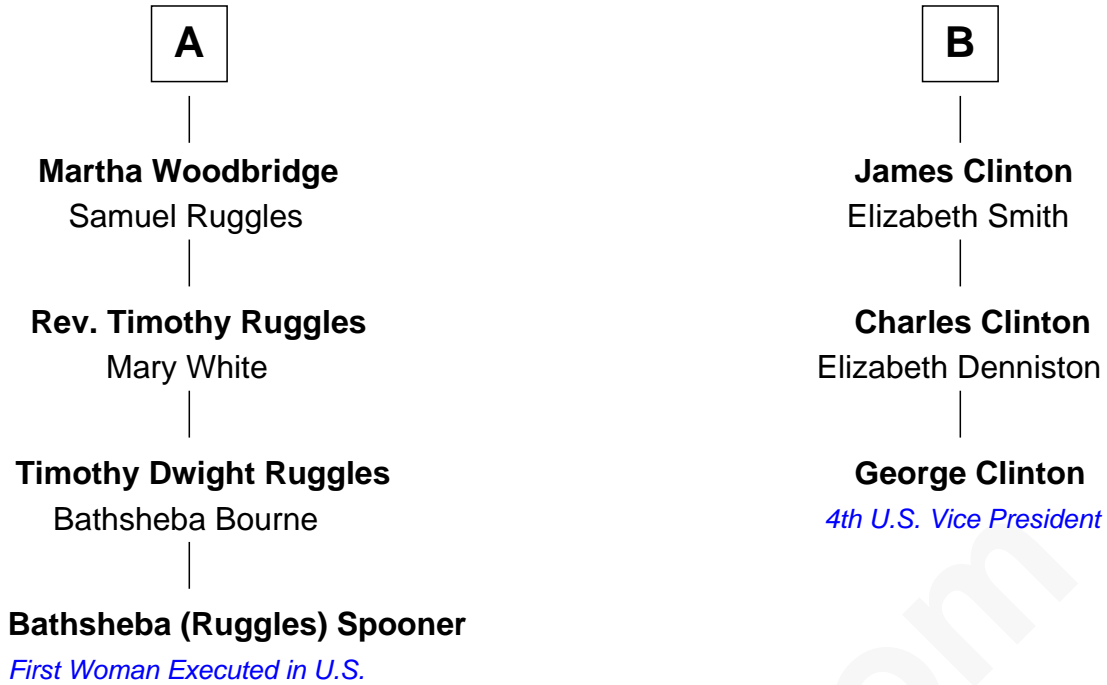 A
Martha Woodbridge
Samuel Ruggles
Rev. Timothy Ruggles
Mary White
Timothy Dwight Ruggles
Bathsheba Bourne
Bathsheba (Ruggles) Spooner
First Woman Executed in U.S.
B
James Clinton
Elizabeth Smith
Charles Clinton
Elizabeth Denniston
George Clinton
4th U.S. Vice President
om